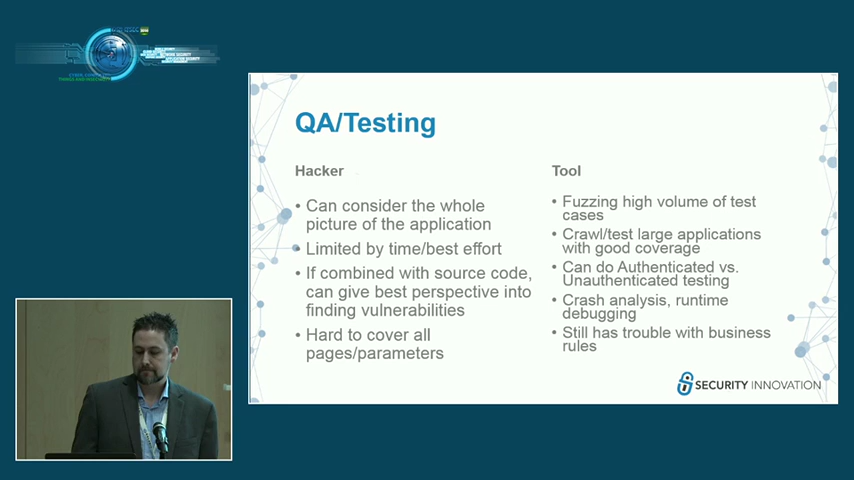 QA/Testing
Hacker
• Can consider the whole
picture of the application
• Limited by time/best effort
• If combined with source code,
can give best perspective into
finding vulnerabilities
• Hard to cover all
pages/parameters
Tool
• Fuzzing high volume of test
cases
• Crawl/test large applications
with good coverage
• Can do Authenticated vs.
Unauthenticated testing
• Crash analysis, runtime
debugging
• Still has trouble with business
rules
SECURITY INNOVATION